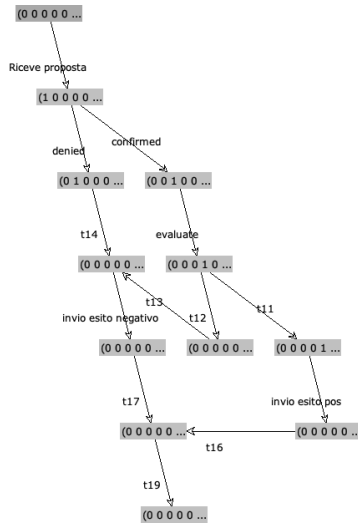 (0 0 0 0 0 ...
Riceve proposta
(1 0 0 0 0 ...
denied
confirmed
(0 1 0 0 0 ...
(0 0 1 0 0 ...
t14
evaluate
(0 0 0 0 0 ...
(0 0 0 1 0 ...
t13
t11
invio esito negativo
t12
(0 0 0 0 0 ...
(0 0 0 0 0 ...
(0 0 0 0 1 ...
t17
invio esito pos
(0 0 0 0 0 ...
(0 0 0 0 0 ...
t16
t19
(0 0 0 0 0 ...